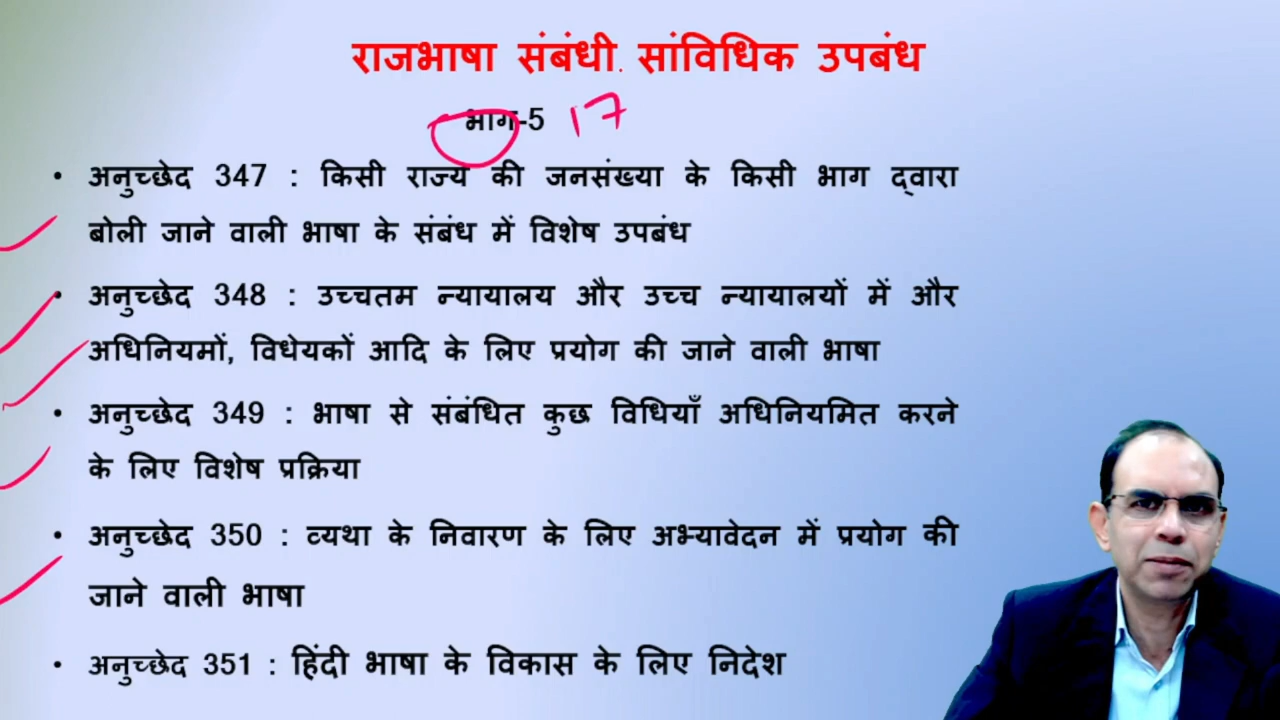 राजभाषा संबंधी सांविधिक उपबंध
भाग-5 17
• अनुच्छेद 347 : किसी राज्य की जनसंख्या के किसी भाग द्वारा
बोली जाने वाली भाषा के संबंध में विशेष उपबंध
• अनुच्छेद 348 : उच्चतम न्यायालय और उच्च न्यायालयों में और
अधिनियमों, विधेयकों आदि के लिए प्रयोग की जाने वाली भाषा
• अनुच्छेद 349 : भाषा से संबंधित कुछ विधियाँ अधिनियमित करने
के लिए विशेष प्रक्रिया
• अनुच्छेद 350 : व्यथा के निवारण के लिए अभ्यावेदन में प्रयोग की
जाने वाली भाषा
• अनुच्छेद 351 : हिंदी भाषा के विकास के लिए निदेश